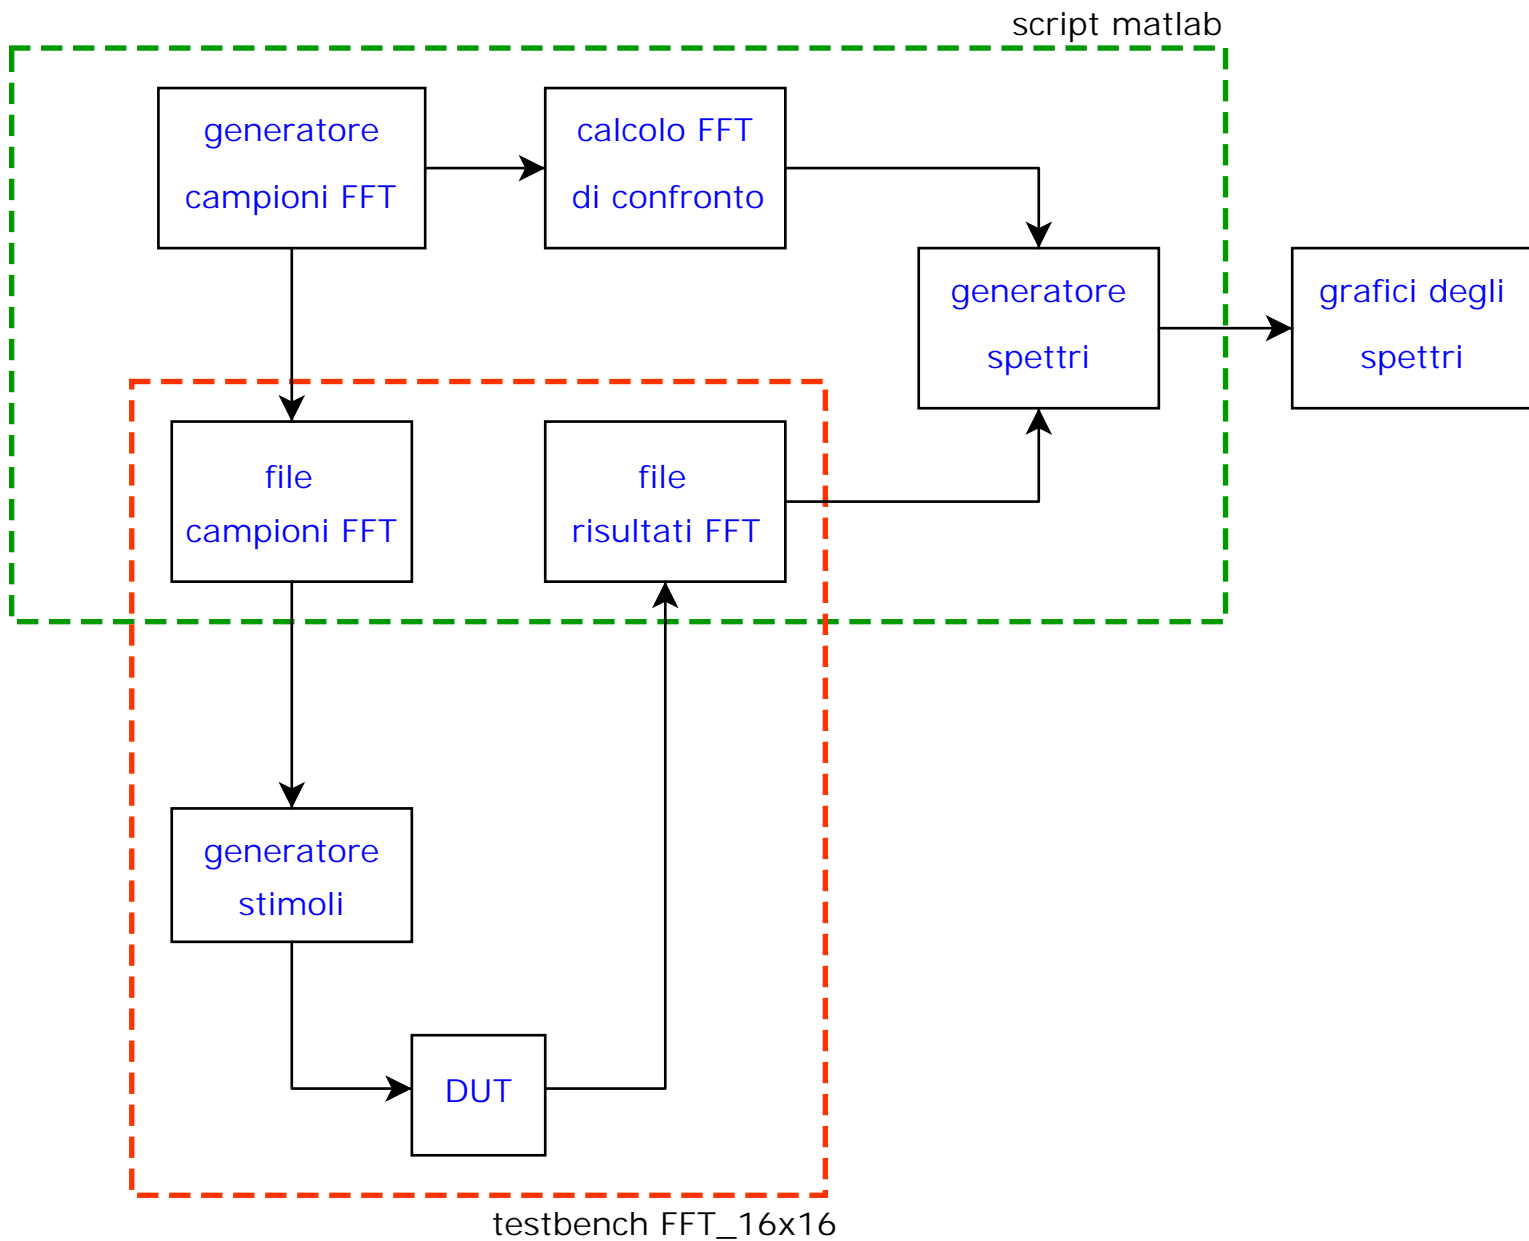 script matlab
generatore
campioni FFT
calcolo FFT
di confronto
generatore
spettri
grafici degli
spettri
file
campioni FFT
file
risultati FFT
generatore
stimoli
DUT
testbench FFT_16x16